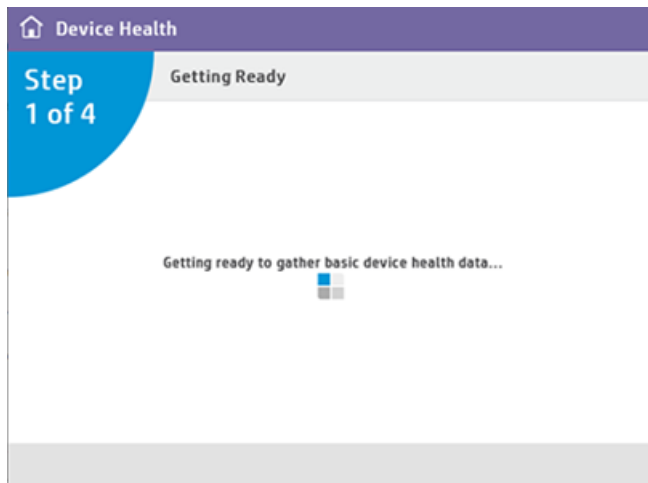 Device Health
Step
1 of 4
Getting Ready
Getting ready to gather basic device health data...